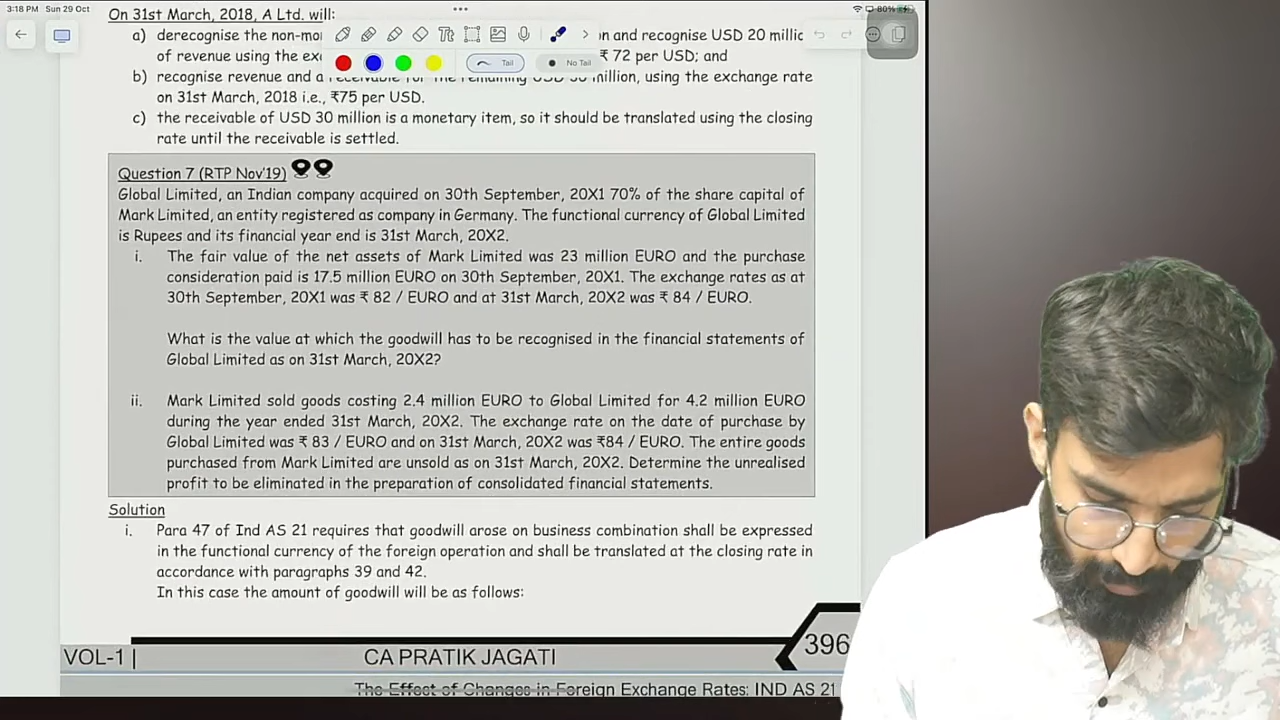 3:18 PM Sun 29 Oct
80%
On 31st March, 2018, A Ltd. will:
a) derecognise the non-mo on and recognise USD 20 millio
of revenue using the exc ₹ 72 per USD; and
Tail
No Tail
b) recognise revenue and a receivable for the remaining USD 30 million, using the exchange rate
on 31st March, 2018 i.e., ₹75 per USD.
c) the receivable of USD 30 million is a monetary item, so it should be translated using the closing
rate until the receivable is settled.
Question 7 (RTP Nov'19)
Global Limited, an Indian company acquired on 30th September, 20X1 70% of the share capital of
Mark Limited, an entity registered as company in Germany. The functional currency of Global Limited
is Rupees and its financial year end is 31st March, 20X2.
i. The fair value of the net assets of Mark Limited was 23 million EURO and the purchase
consideration paid is 17.5 million EURO on 30th September, 20X1. The exchange rates as at
30th September, 20X1 was ₹ 82 / EURO and at 31st March, 20X2 was ₹ 84 / EURO.
What is the value at which the goodwill has to be recognised in the financial statements of
Global Limited as on 31st March, 20X2?
ii. Mark Limited sold goods costing 2.4 million EURO to Global Limited for 4.2 million EURO
during the year ended 31st March, 20X2. The exchange rate on the date of purchase by
Global Limited was ₹ 83 / EURO and on 31st March, 20X2 was ₹84 / EURO. The entire goods
purchased from Mark Limited are unsold as on 31st March, 20X2. Determine the unrealised
profit to be eliminated in the preparation of consolidated financial statements.
Solution
i. Para 47 of Ind AS 21 requires that goodwill arose on business combination shall be expressed
in the functional currency of the foreign operation and shall be translated at the closing rate in
accordance with paragraphs 39 and 42.
In this case the amount of goodwill will be as follows:
396
VOL-1 | CA PRATIK JAGATI
The Effect of Changes in Foreign Exchange Rates: IND AS 21